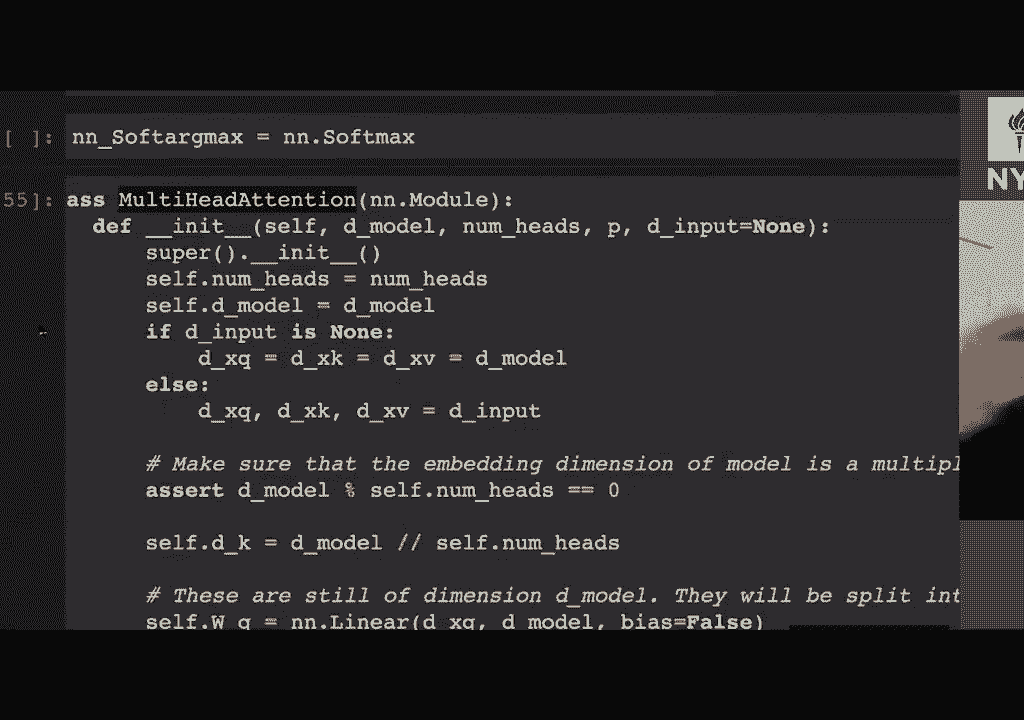 [ ]: nn_Softargmax = nn.Softmax
NY
55]: ass MultiHeadAttention(nn.Module):
def __init__(self, d_model, num_heads, p, d_input=None):
super().__init__()
self.num_heads = num_heads
self.d_model = d_model
if d_input is None:
d_xq = d_xk = d_xv = d_model
else:
d_xq, d_xk, d_xv = d_input
# Make sure that the embedding dimension of model is a multipl
assert d_model % self.num_heads == 0
self.d_k = d_model // self.num_heads
# These are still of dimension d_model. They will be split int
self.W_q = nn.Linear(d_xq, d_model, bias=False)